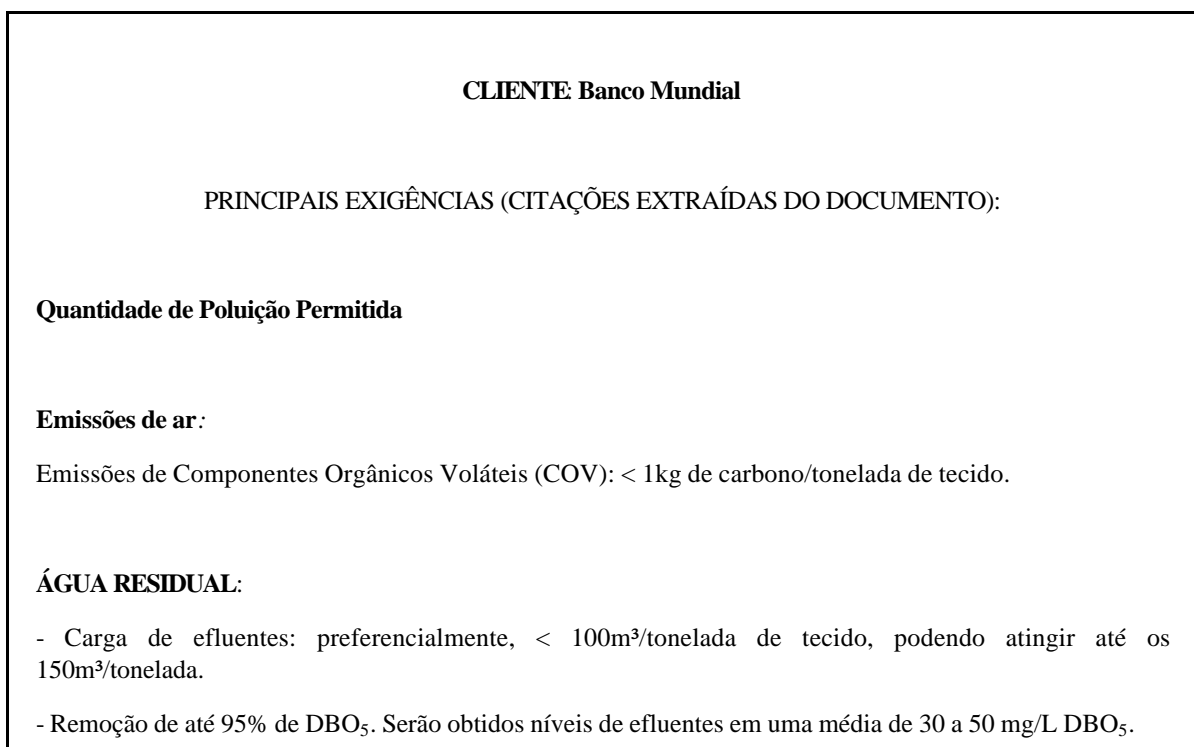 CLIENTE: Banco Mundial
PRINCIPAIS EXIGÊNCIAS (CITAÇÕES EXTRAÍDAS DO DOCUMENTO):
Quantidade de Poluição Permitida
Emissões de ar:
Emissões de Componentes Orgânicos Voláteis (COV): < 1kg de carbono/tonelada de tecido.
ÁGUA RESIDUAL:
- Carga de efluentes: preferencialmente, < 100m³/tonelada de tecido, podendo atingir até os
150m³/tonelada.
- Remoção de até 95% de DBO₅. Serão obtidos níveis de efluentes em uma média de 30 a 50 mg/L DBO₅.